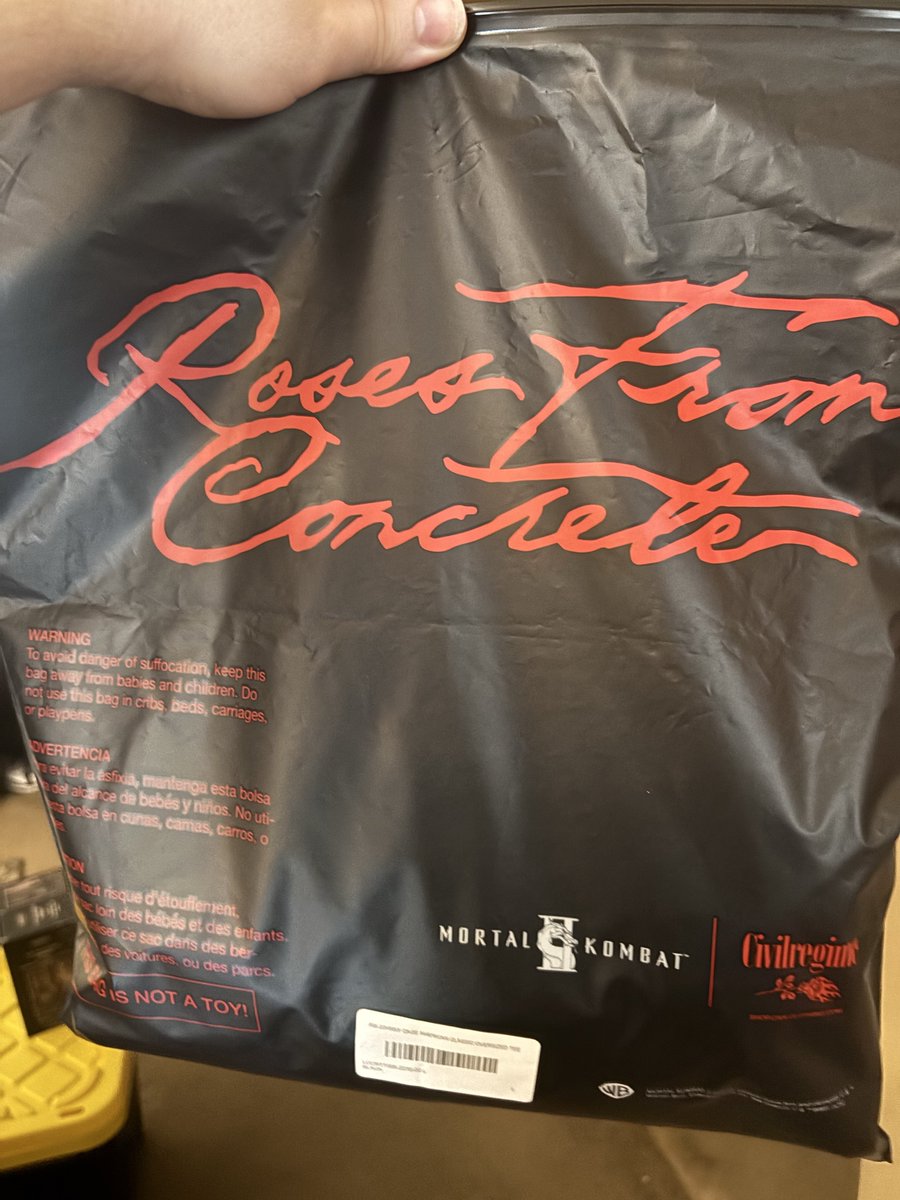 Roses From
Concrete
WARNING
To avoid danger of suffocation, keep this
bag away from babies and children. Do
not use this bag in cribs, beds, carriages,
or playpens.
ADVERTENCIA
evitar la asfixia, mantenga esta bolsa
del alcance de bebés y niños. No uti-
bolsa en cunas, camas, carros, o
tout risque d'étouffement,
loin des bébés et des enfants.
ce sac dans des ber-
des voitures, ou des parcs.
IS NOT A TOY!
MORTAL II KOMBAT
Civilregime
WB